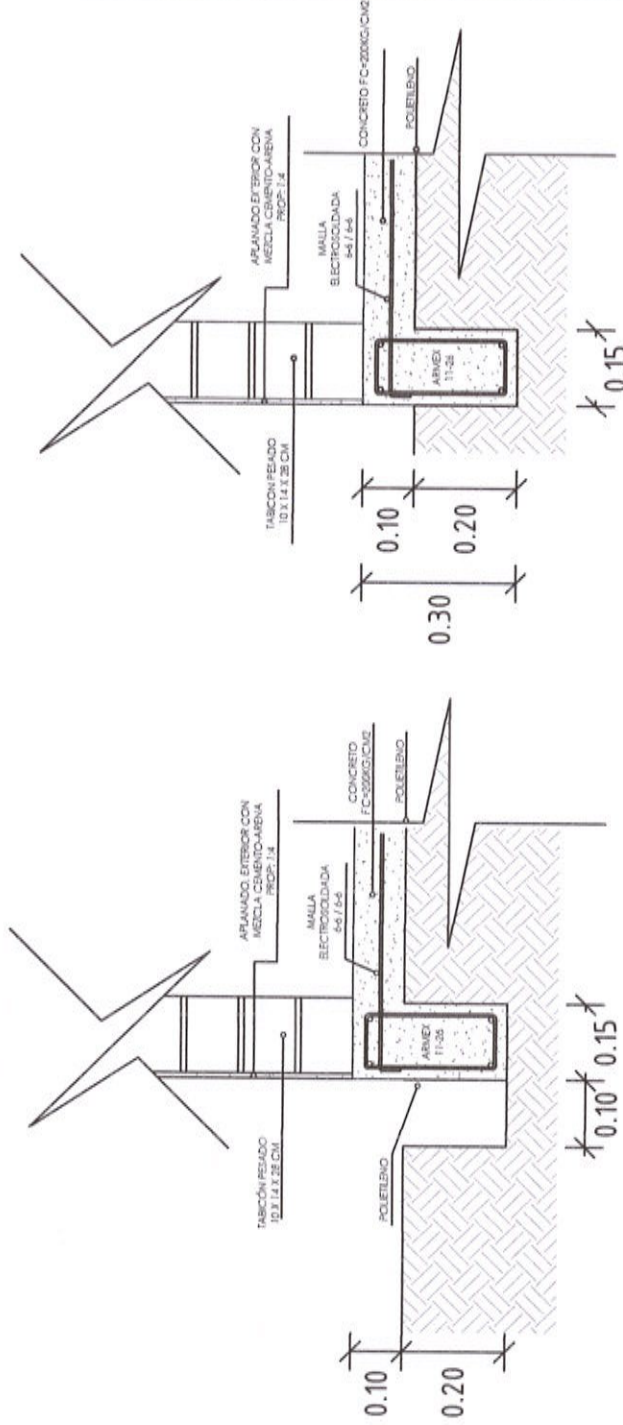 APLANADO EXTERIOR CON
MEZCLA CEMENTO-ARENA
PROP: 1:4
TABICÓN PESADO
10 X 14 X 28 CM
MALLA
ELECTROSOLDADA
6-6 / 6-6
CONCRETO
F'C=200KG/CM2
POLIETILENO
POLIETILENO
ARMEX
11-26
0.10
0.20
0.10
0.15
APLANADO EXTERIOR CON
MEZCLA CEMENTO-ARENA
PROP: 1:4
TABICON PESADO
10 X 14 X 28 CM
MALLA
ELECTROSOLDADA
6-6 / 6-6
CONCRETO F'C=200KG/CM2
POLIETILENO
ARMEX
11-26
0.10
0.20
0.30
0.15